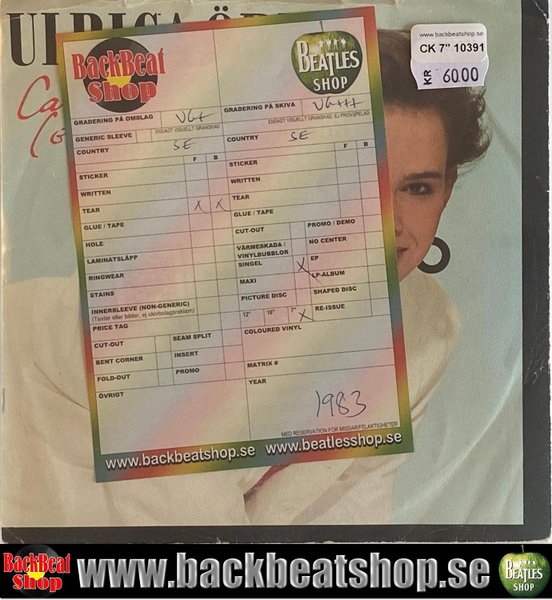 www.backbeatshop.se
CK 7" 10391
KR 60.00
BackBeat
Shop
BEATLES
SHOP
GRADERING PÅ OMSLAG VG+
GRADERING PÅ SKIVA VG+++
ENDAST VISUELLT GRANSKAD
ENDAST VISUELLT GRANSKAD, EJ PROVSPELAD
GENERIC SLEEVE
COUNTRY SE
COUNTRY SE
F B
F B
STICKER
WRITTEN
TEAR X X
GLUE / TAPE
HOLE
LAMINATSLÄPP
RINGWEAR
STAINS
INNERSLEEVE (NON-GENERIC)
(Texter eller bilder, ej skivbolagsreklam)
PRICE TAG
CUT-OUT
SEAM SPLIT
BENT CORNER
INSERT
FOLD-OUT
PROMO
ÖVRIGT
STICKER
WRITTEN
TEAR
GLUE / TAPE
CUT-OUT
PROMO / DEMO
VÄRMESKADA /
VINYLBUBBLOR
NO CENTER
SINGEL X
EP
MAXI
LP-ALBUM
PICTURE DISC
SHAPED DISC
12" 10" 7" X
RE-ISSUE
COLOURED VINYL
MATRIX #
YEAR
1983
MED RESERVATION FÖR MISSAR/FELAKTIGHETER
www.backbeatshop.se www.beatlesshop.se
BackBeat
Shop
www.backbeatshop.se
BEATLES
SHOP